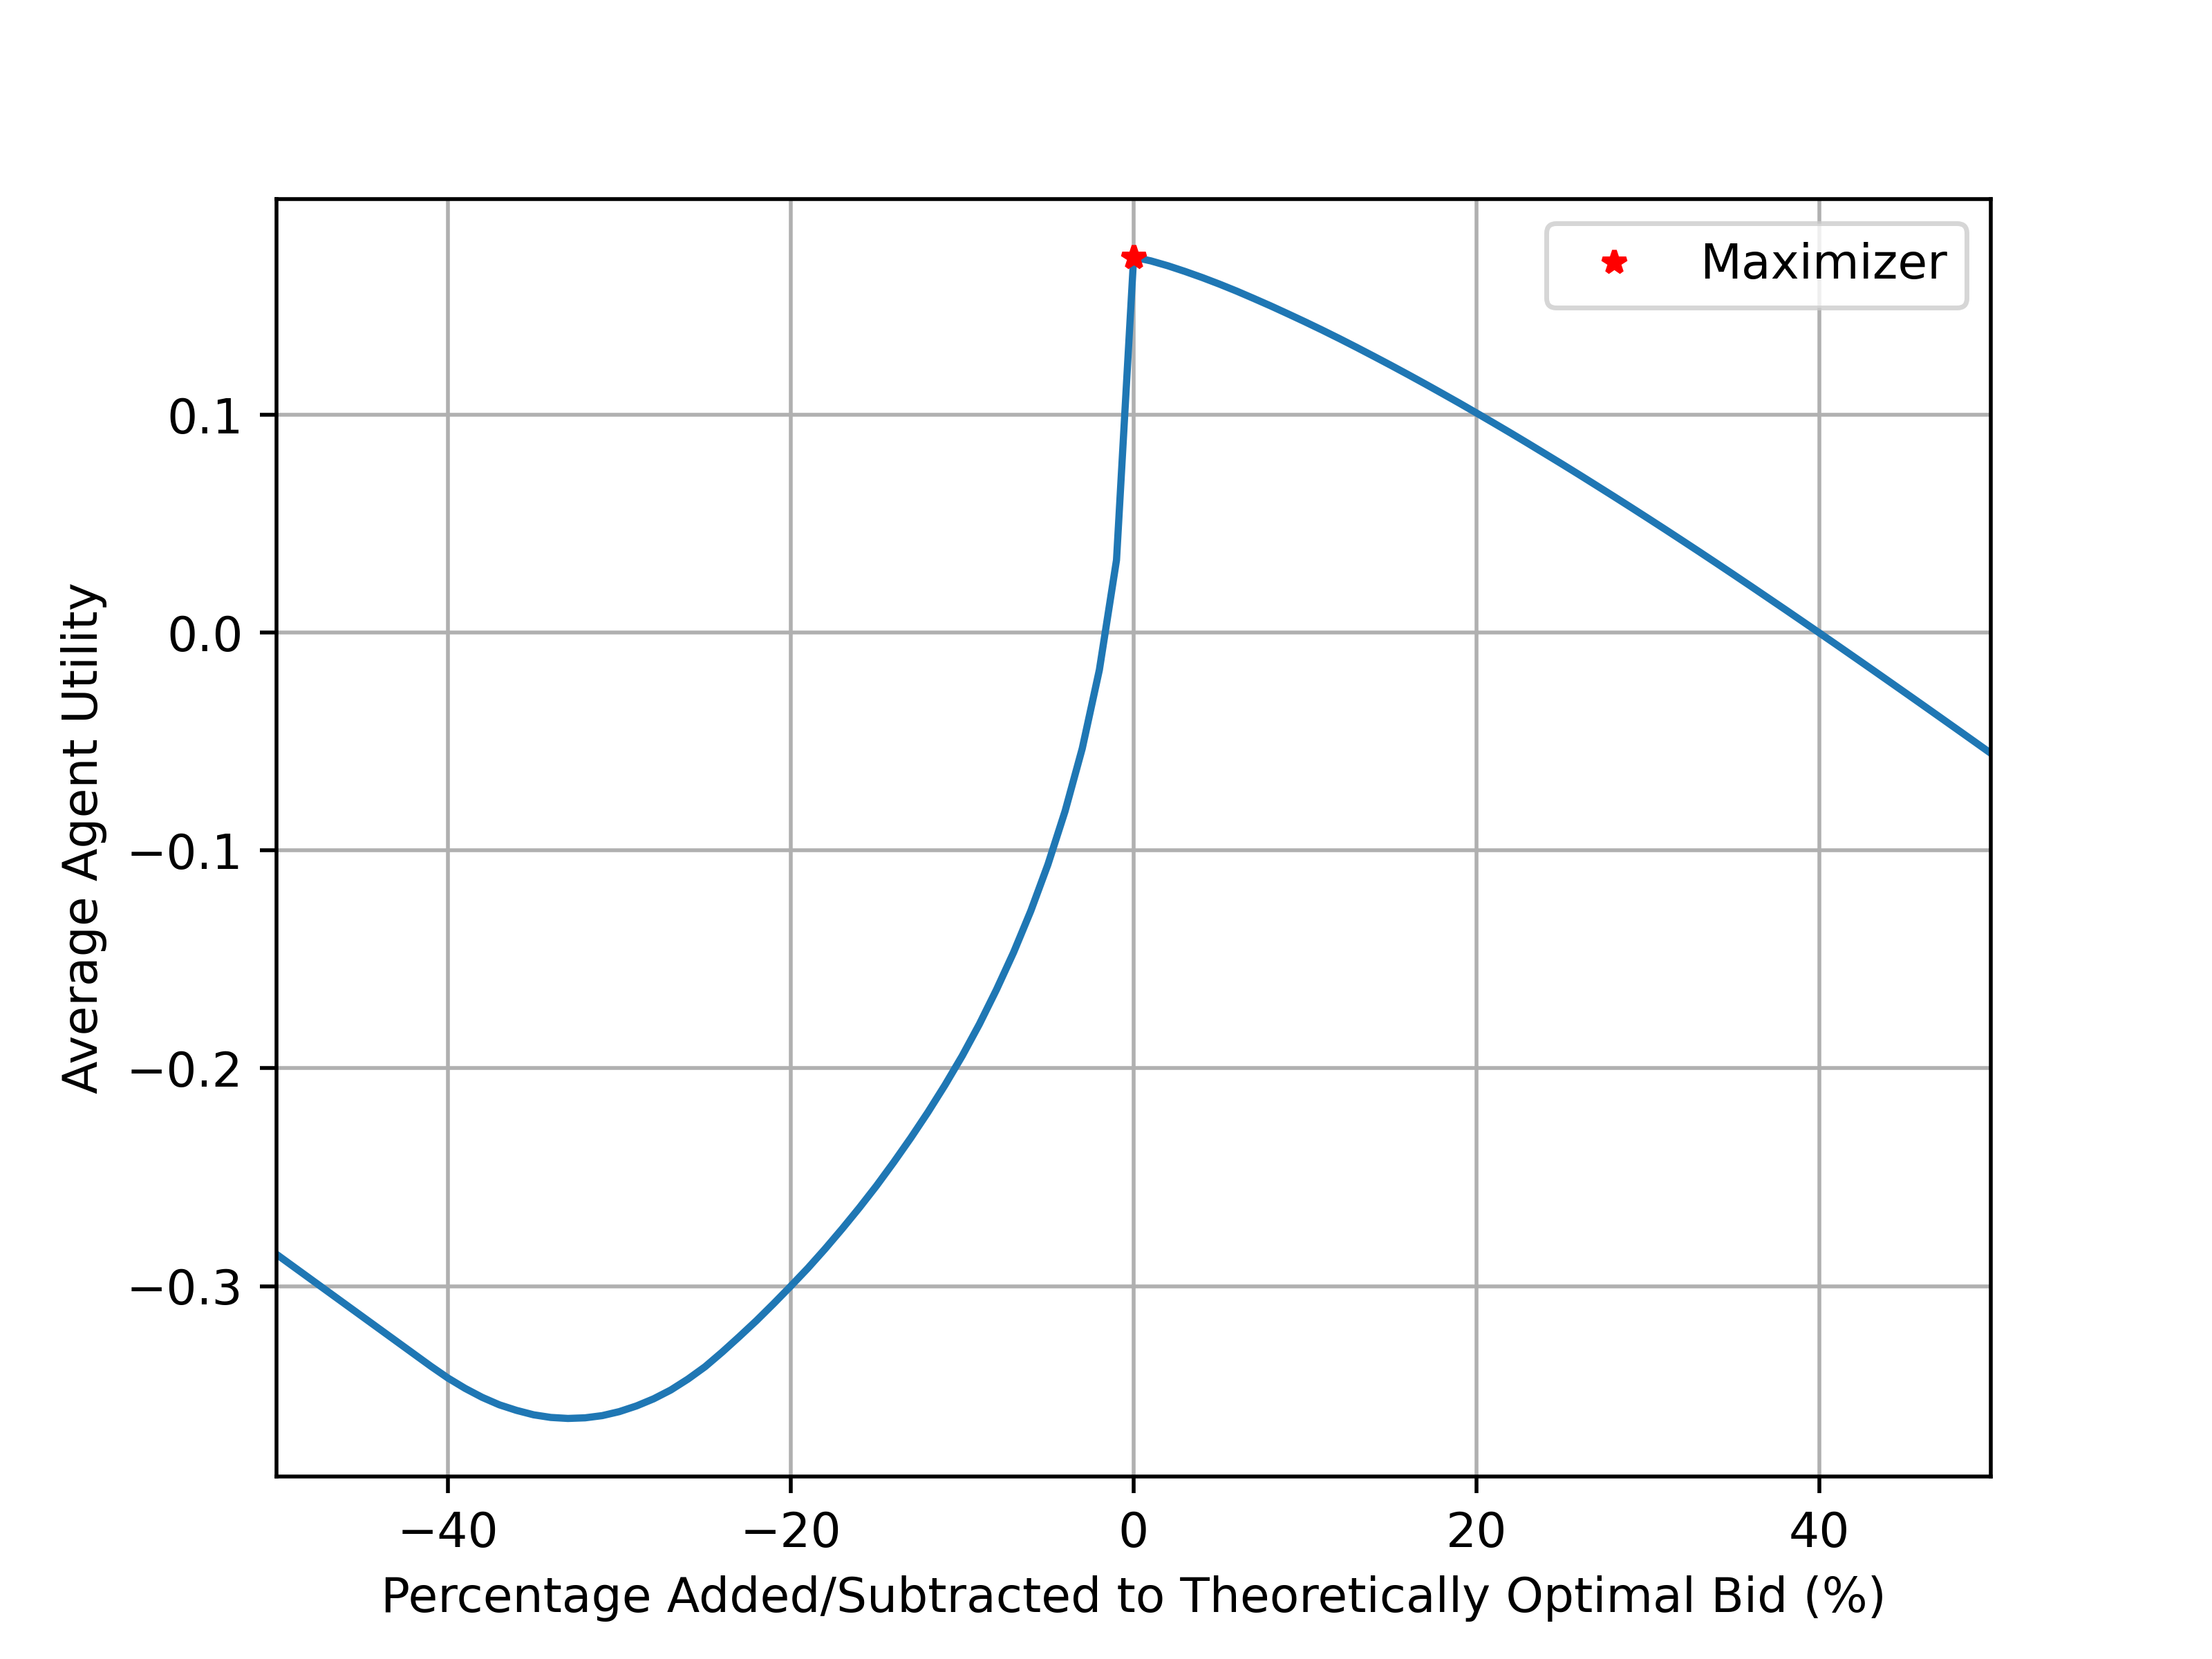 Maximizer
0.1
0.0
−0.1
−0.2
−0.3
Average Agent Utility
−40 −20 0 20 40
Percentage Added/Subtracted to Theoretically Optimal Bid (%)